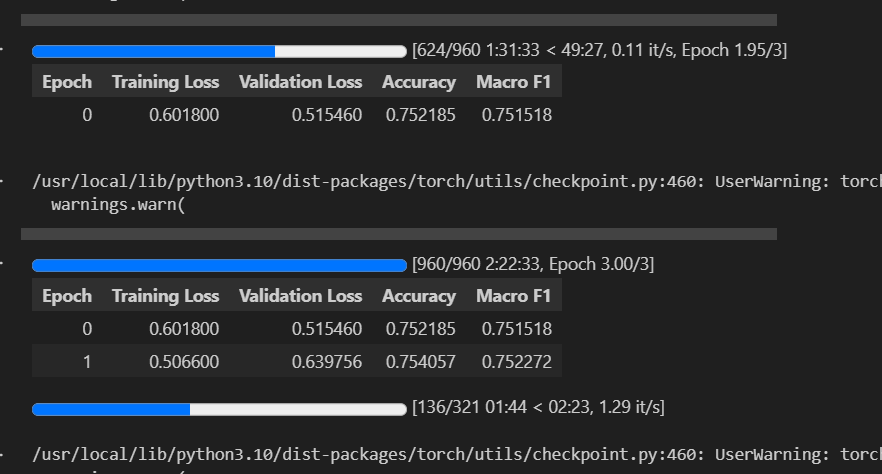 [624/960 1:31:33 < 49:27, 0.11 it/s, Epoch 1.95/3]
Epoch Training Loss Validation Loss Accuracy Macro F1
0 0.601800 0.515460 0.752185 0.751518
/usr/local/lib/python3.10/dist-packages/torch/utils/checkpoint.py:460: UserWarning: torc
warnings.warn(
[960/960 2:22:33, Epoch 3.00/3]
Epoch Training Loss Validation Loss Accuracy Macro F1
0 0.601800 0.515460 0.752185 0.751518
1 0.506600 0.639756 0.754057 0.752272
[136/321 01:44 < 02:23, 1.29 it/s]
/usr/local/lib/python3.10/dist-packages/torch/utils/checkpoint.py:460: UserWarning: torc